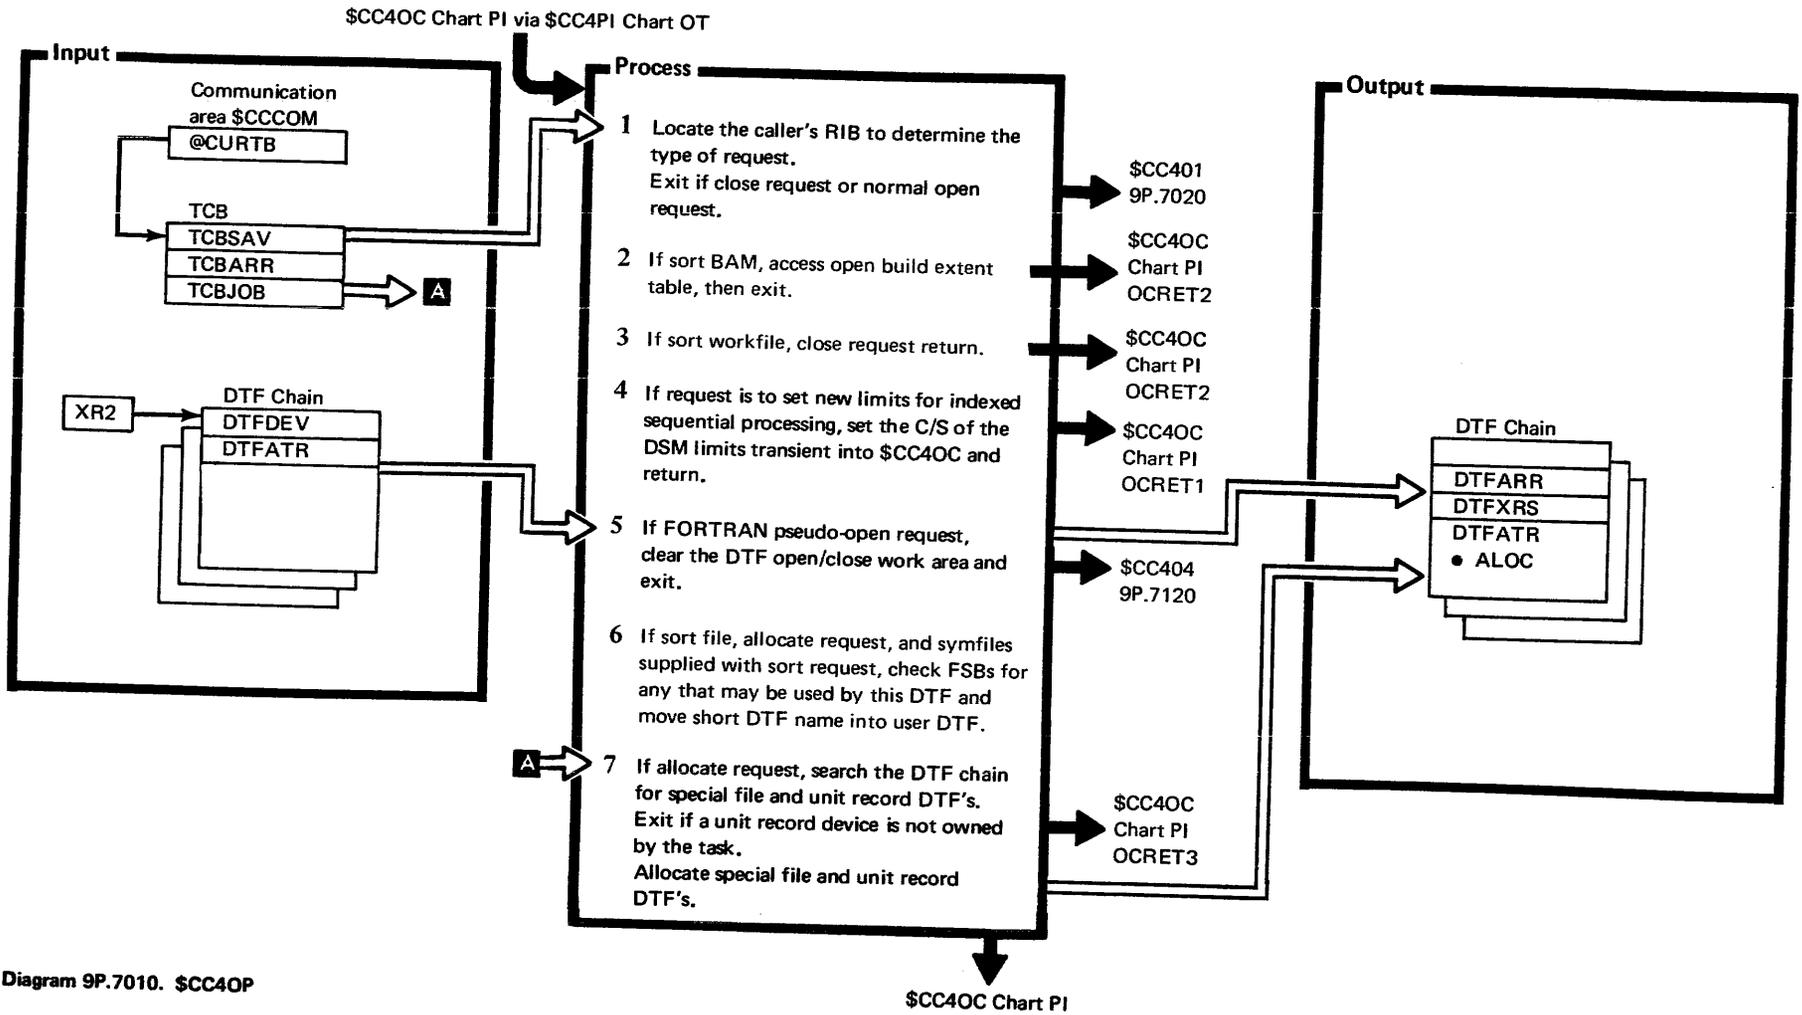 $CC4OC Chart PI via $CC4PI Chart OT
Input
Communication
area $CCCOM
@CURTB
TCB
TCBSAV
TCBARR
TCBJOB
A
XR2
DTF Chain
DTFDEV
DTFATR
Process
1 Locate the caller's RIB to determine the
type of request.
Exit if close request or normal open
request.
$CC401
9P.7020
2 If sort BAM, access open build extent
table, then exit.
$CC4OC
Chart PI
OCRET2
3 If sort workfile, close request return.
$CC4OC
Chart PI
OCRET2
4 If request is to set new limits for indexed
sequential processing, set the C/S of the
DSM limits transient into $CC4OC and
return.
$CC4OC
Chart PI
OCRET1
5 If FORTRAN pseudo-open request,
clear the DTF open/close work area and
exit.
$CC404
9P.7120
6 If sort file, allocate request, and symfiles
supplied with sort request, check FSBs for
any that may be used by this DTF and
move short DTF name into user DTF.
A
7 If allocate request, search the DTF chain
for special file and unit record DTF's.
Exit if a unit record device is not owned
by the task.
Allocate special file and unit record
DTF's.
$CC4OC
Chart PI
OCRET3
Output
DTF Chain
DTFARR
DTFXRS
DTFATR
● ALOC
$CC4OC Chart PI
Diagram 9P.7010. $CC4OP